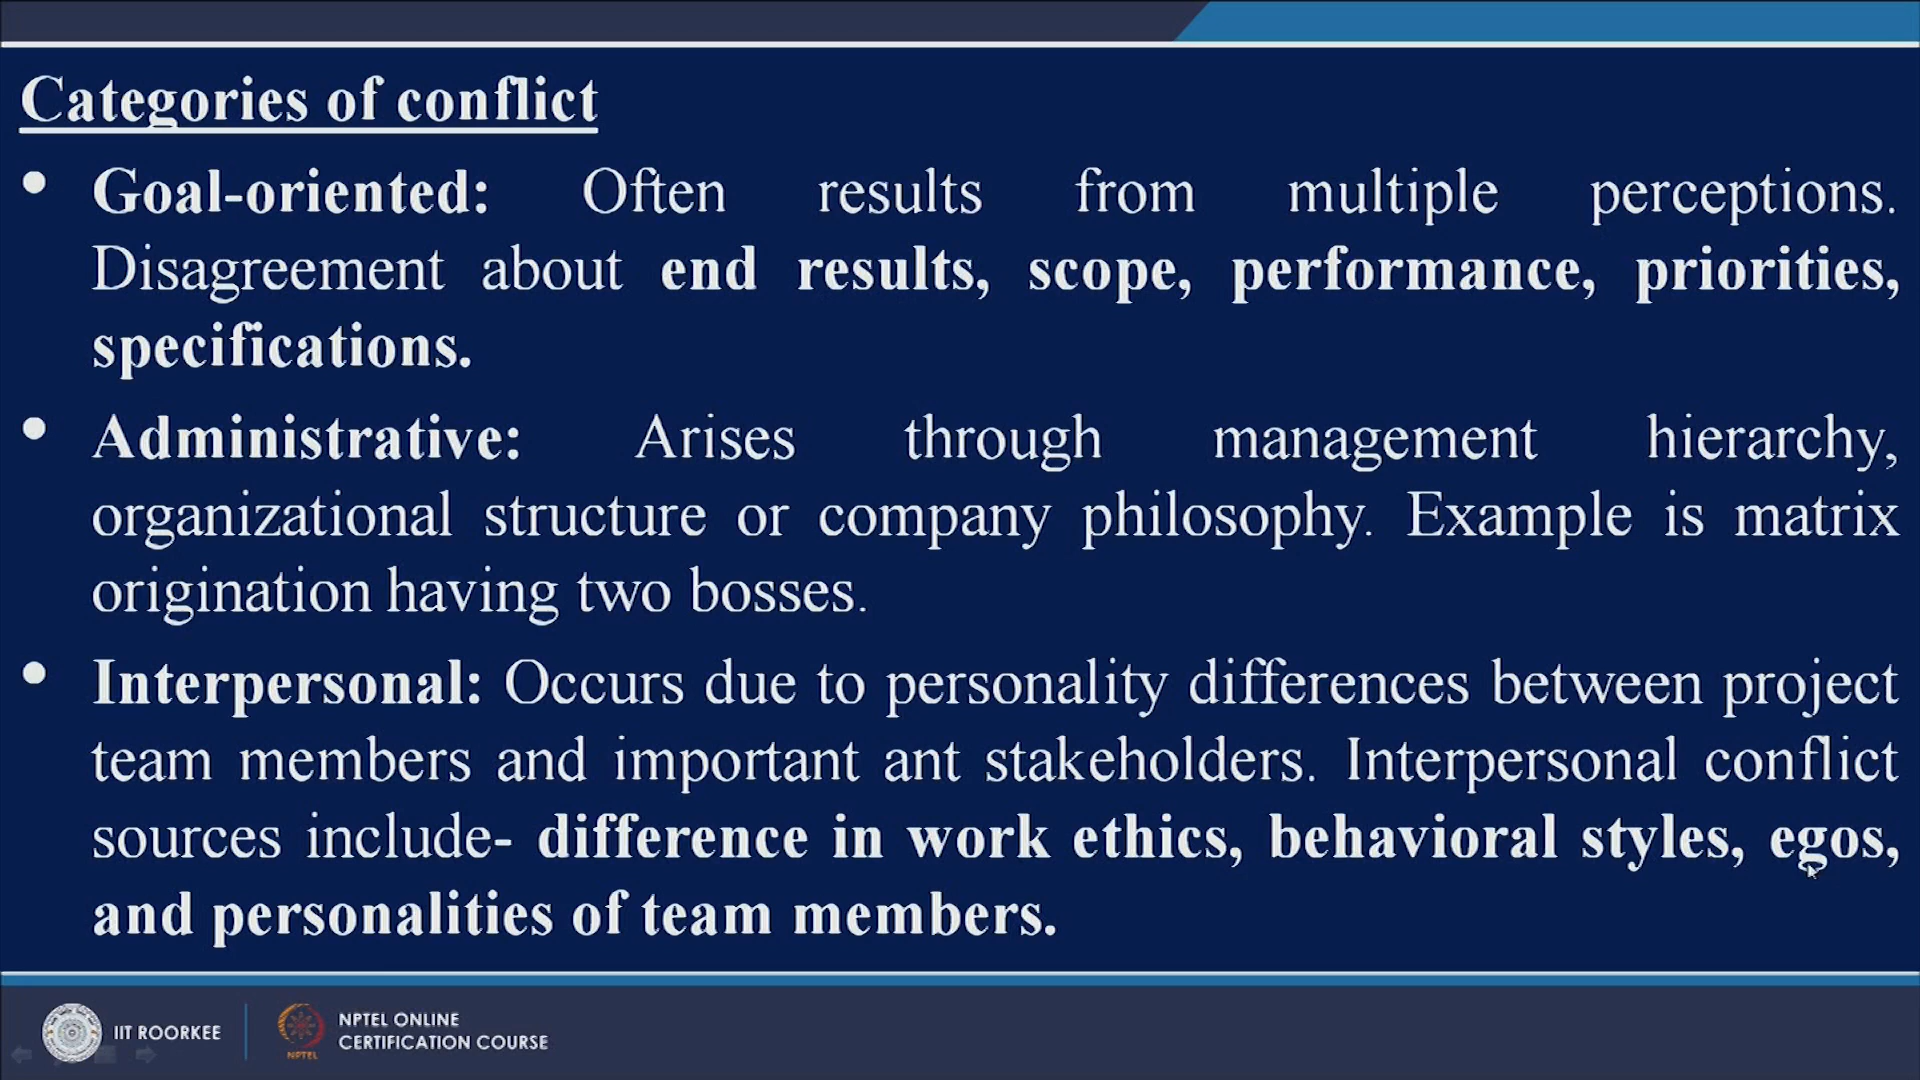 Categories of conflict
• Goal-oriented: Often results from multiple perceptions.
Disagreement about end results, scope, performance, priorities,
specifications.
• Administrative: Arises through management hierarchy,
organizational structure or company philosophy. Example is matrix
origination having two bosses.
• Interpersonal: Occurs due to personality differences between project
team members and important ant stakeholders. Interpersonal conflict
sources include- difference in work ethics, behavioral styles, egos,
and personalities of team members.
IIT ROORKEE
NPTEL
NPTEL ONLINE
CERTIFICATION COURSE